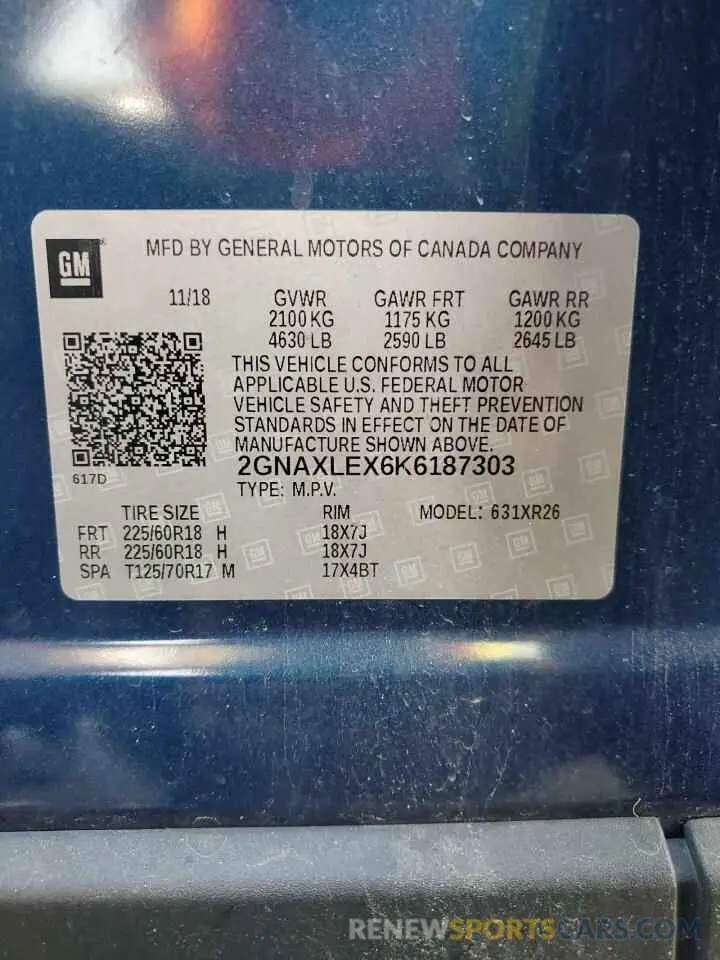 GM
MFD BY GENERAL MOTORS OF CANADA COMPANY
11/18 GVWR GAWR FRT GAWR RR
2100 KG 1175 KG 1200 KG
4630 LB 2590 LB 2645 LB
THIS VEHICLE CONFORMS TO ALL
APPLICABLE U.S. FEDERAL MOTOR
VEHICLE SAFETY AND THEFT PREVENTION
STANDARDS IN EFFECT ON THE DATE OF
MANUFACTURE SHOWN ABOVE.
617D
2GNAXLEX6K6187303
TYPE: M.P.V.
TIRE SIZE RIM MODEL: 631XR26
FRT 225/60R18 H 18X7J
RR 225/60R18 H 18X7J
SPA T125/70R17 M 17X4BT
RENEWSPORTSCARS.COM